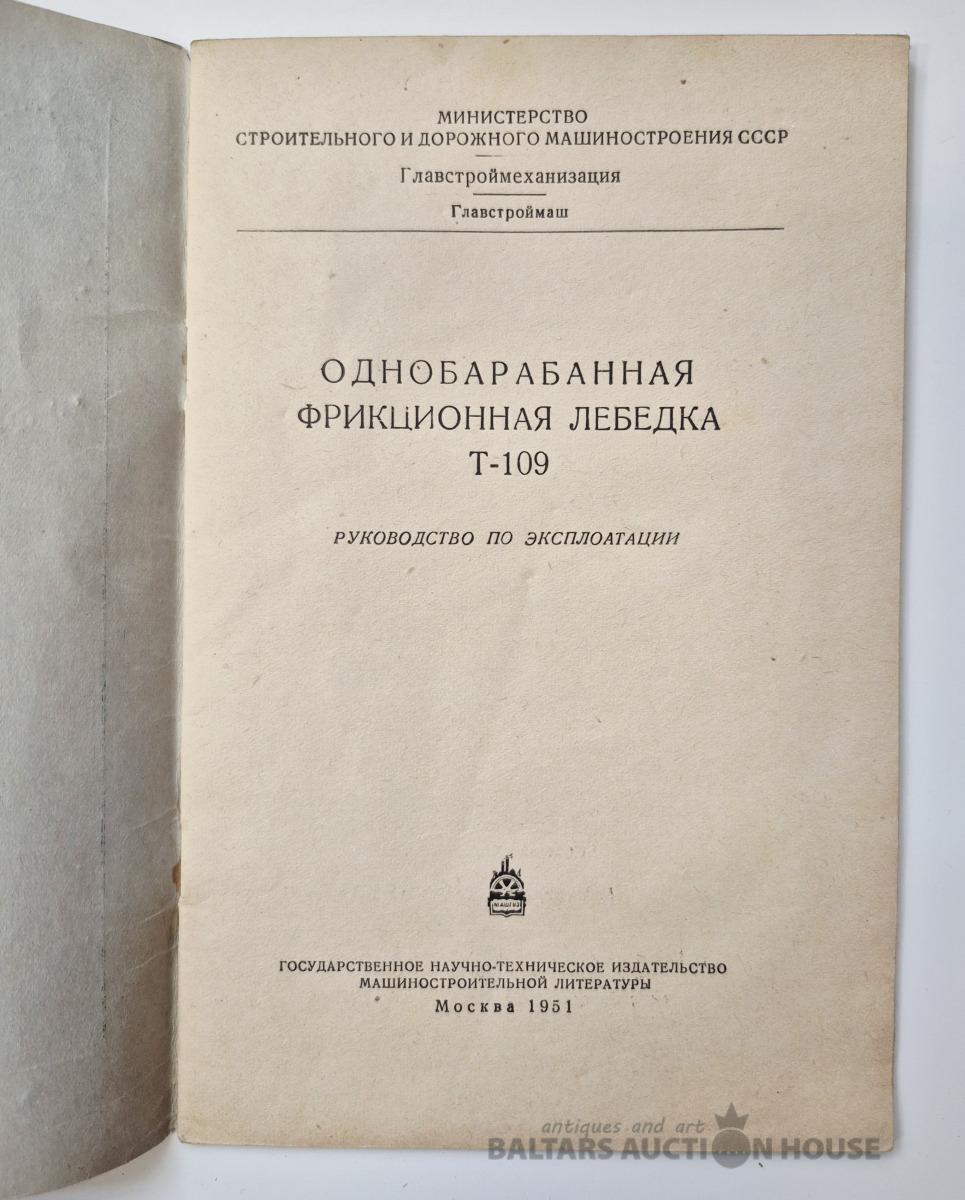 МИНИСТЕРСТВО
СТРОИТЕЛЬНОГО И ДОРОЖНОГО МАШИНОСТРОЕНИЯ СССР
Главстроймеханизация
Главстроймаш
ОДНОБАРАБАННАЯ
ФРИКЦИОННАЯ ЛЕБЕДКА
Т-109
РУКОВОДСТВО ПО ЭКСПЛОАТАЦИИ
МАШГИЗ
ГОСУДАРСТВЕННОЕ НАУЧНО-ТЕХНИЧЕСКОЕ ИЗДАТЕЛЬСТВО
МАШИНОСТРОИТЕЛЬНОЙ ЛИТЕРАТУРЫ
Москва 1951
antiques and art
BALTARS AUCTION HOUSE